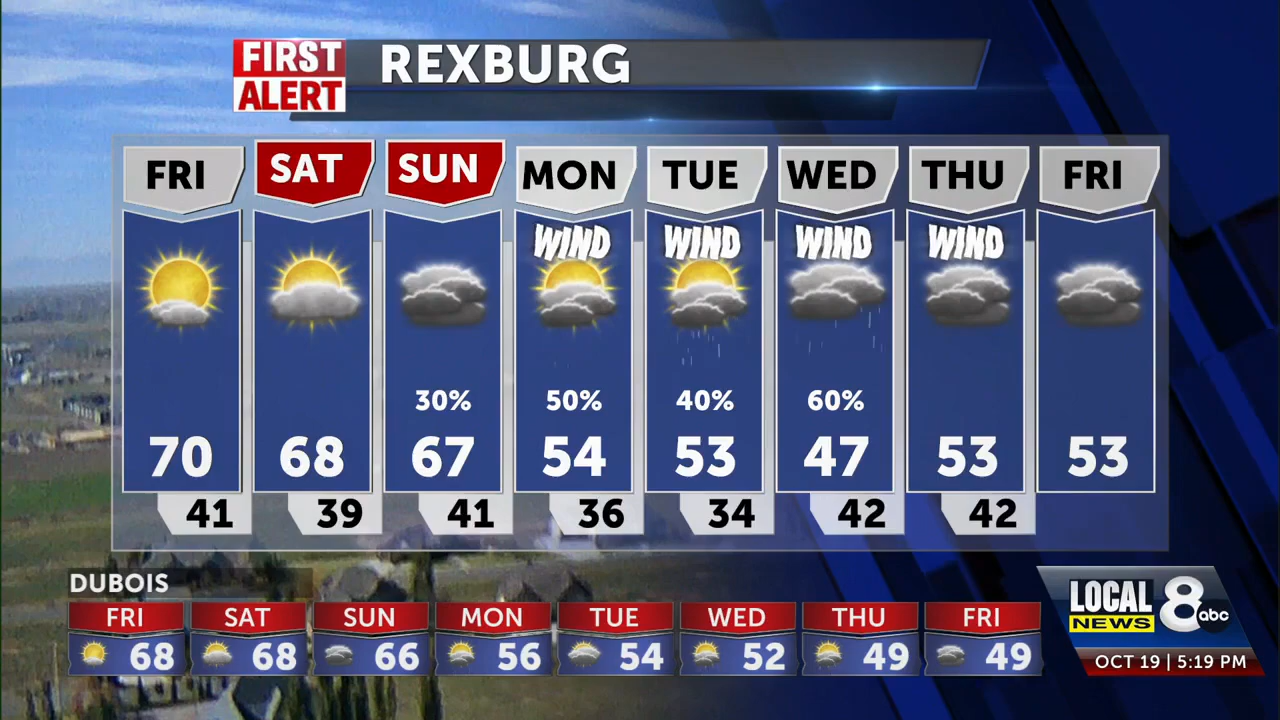 FIRST
ALERT
REXBURG
FRI SAT SUN MON TUE WED THU FRI
WIND WIND WIND WIND
30% 50% 40% 60%
70 68 67 54 53 47 53 53
41 39 41 36 34 42 42
DUBOIS
FRI SAT SUN MON TUE WED THU FRI
68 68 66 56 54 52 49 49
LOCAL
NEWS
8
abc
OCT 19 | 5:19 PM